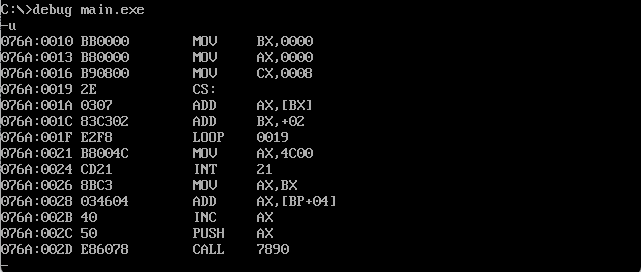 C:\>debug main.exe
-u
076A:0010 BB0000 MOV BX,0000
076A:0013 B80000 MOV AX,0000
076A:0016 B90800 MOV CX,0008
076A:0019 2E CS:
076A:001A 0307 ADD AX,[BX]
076A:001C 83C302 ADD BX,+02
076A:001F E2F8 LOOP 0019
076A:0021 B8004C MOV AX,4C00
076A:0024 CD21 INT 21
076A:0026 8BC3 MOV AX,BX
076A:0028 034604 ADD AX,[BP+04]
076A:002B 40 INC AX
076A:002C 50 PUSH AX
076A:002D E86078 CALL 7890
-